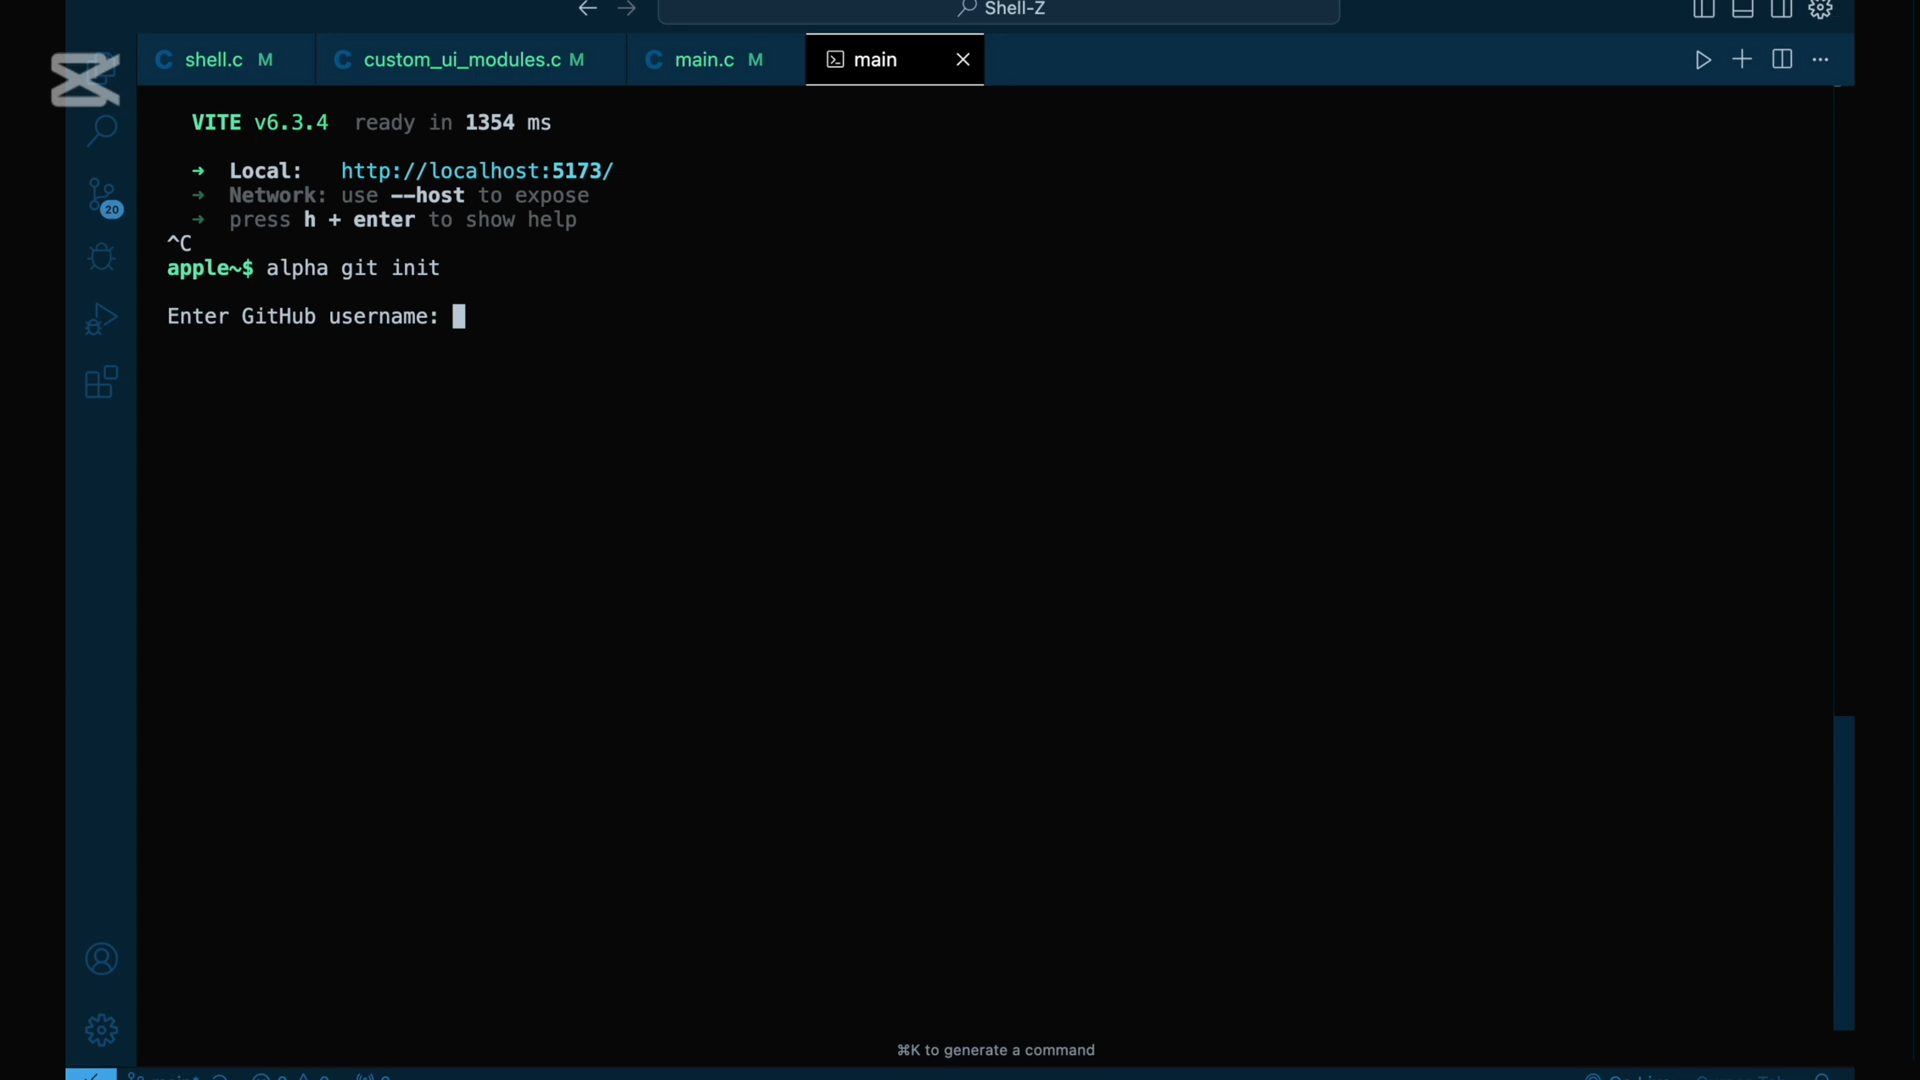 Shell-Z
C shell.c M
C custom_ui_modules.c M
C main.c M
main
VITE v6.3.4 ready in 1354 ms
➜ Local: http://localhost:5173/
➜ Network: use --host to expose
➜ press h + enter to show help
^C
apple~$ alpha git init
Enter GitHub username:
20
⌘K to generate a command